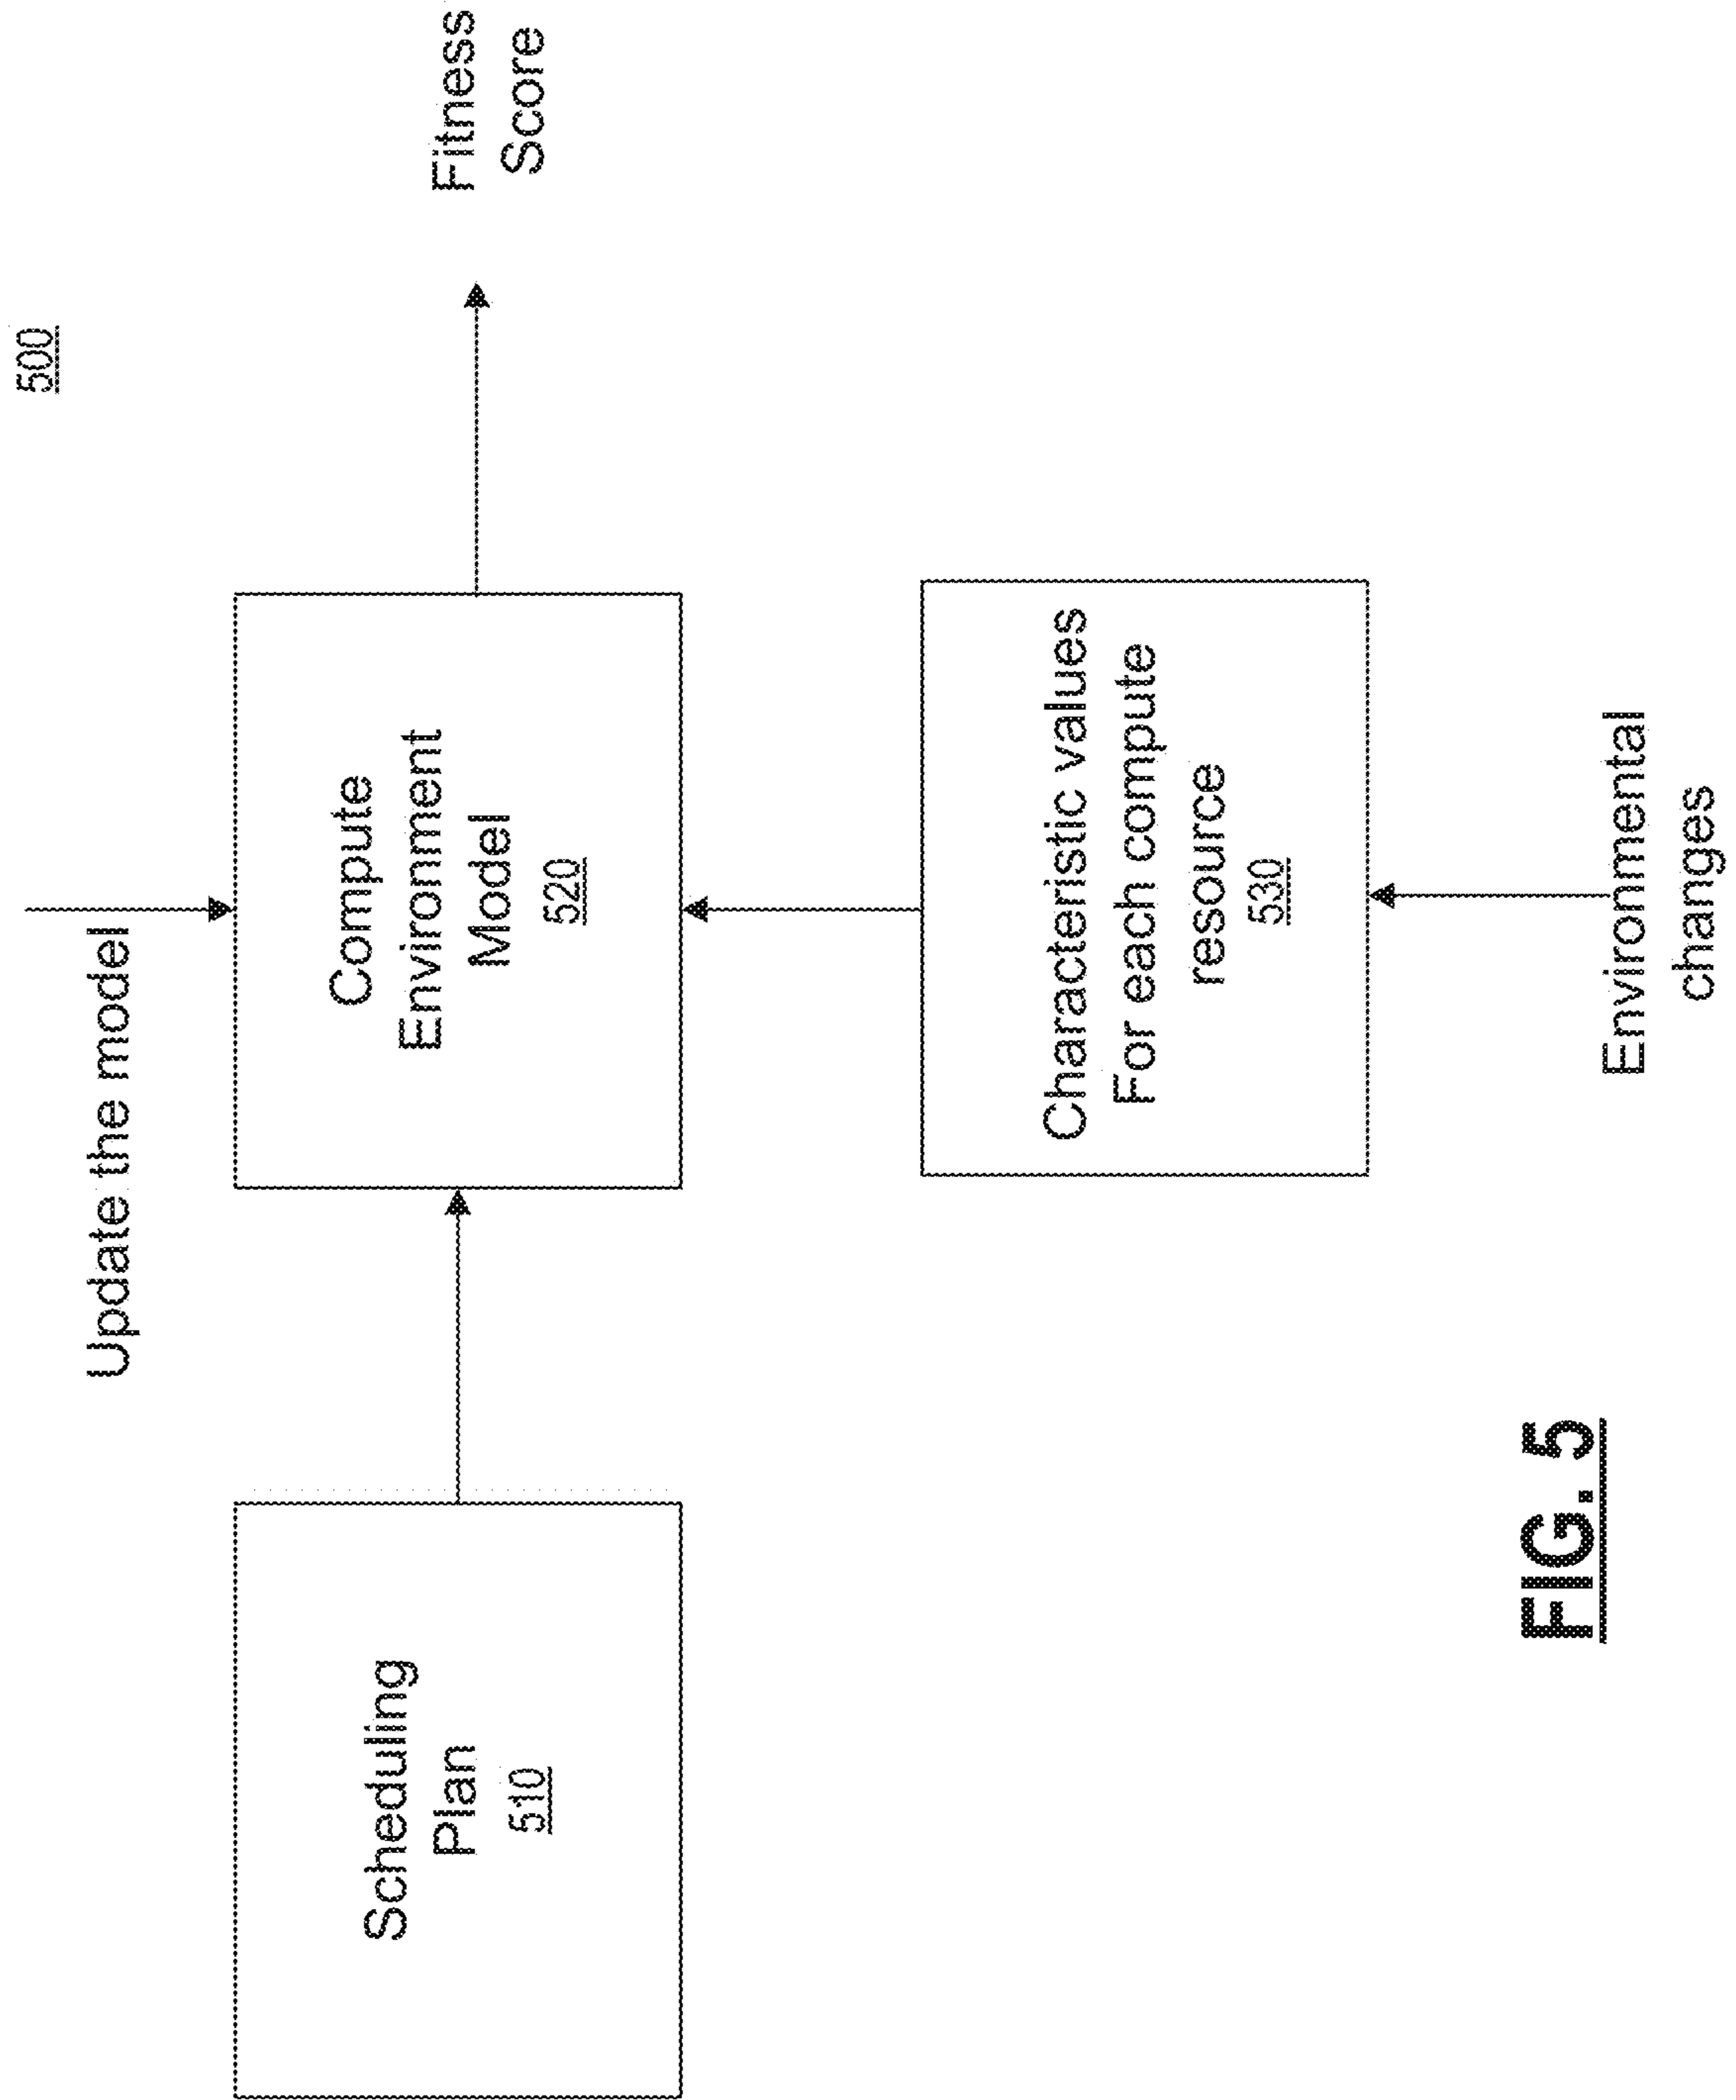 500
Update the model
Scheduling
Plan
510
Compute
Environment
Model
520
Fitness
Score
Characteristic values
For each compute
resource
530
Environmental
changes
FIG. 5